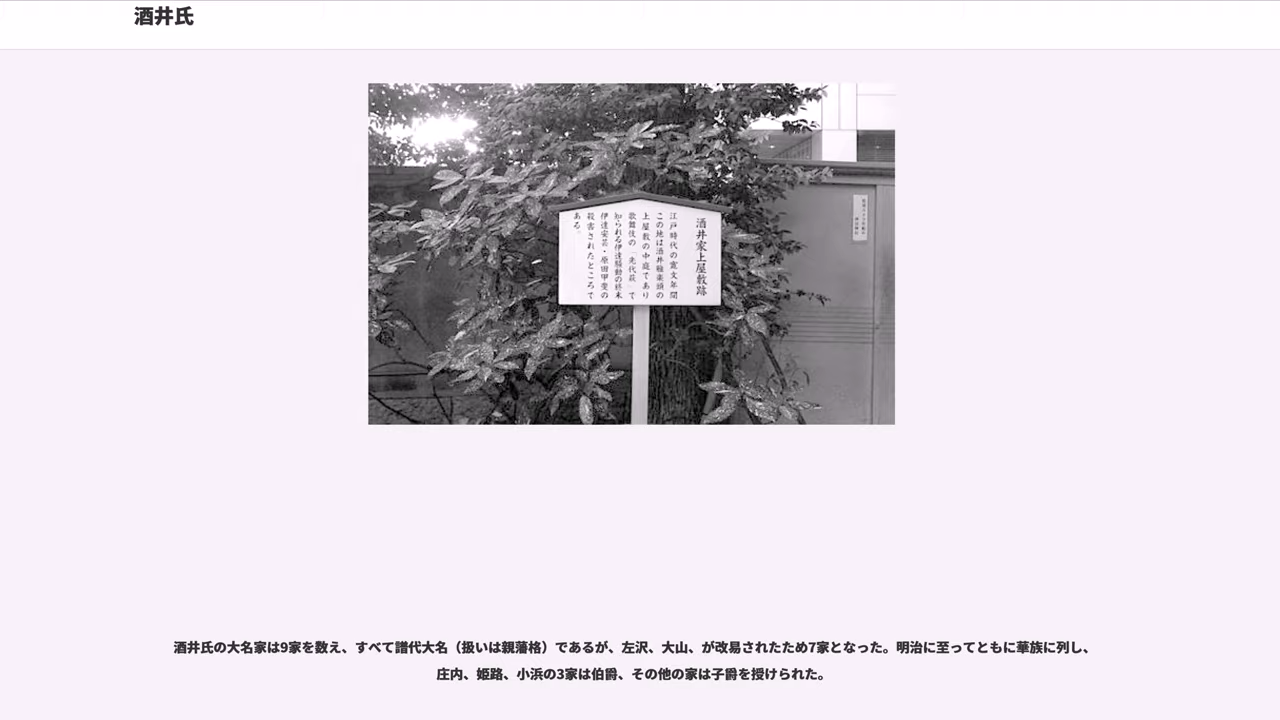 酒井氏
酒井家上屋敷跡
江戸時代の寛文年間
この地は酒井雅楽頭の
上屋敷の中庭であり
歌舞伎の「先代萩」で
知られる伊達騒動の終末
伊達安芸・原田甲斐の
殺害されたところで
ある。
酒井氏の大名家は9家を数え、すべて譜代大名（扱いは親藩格）であるが、左沢、大山、が改易されたため7家となった。明治に至ってともに華族に列し、
庄内、姫路、小浜の3家は伯爵、その他の家は子爵を授けられた。